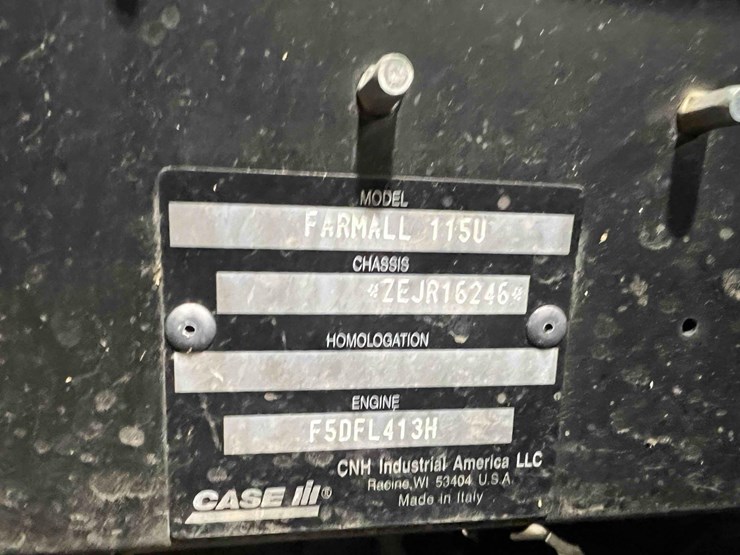 MODEL
FARMALL 115U
CHASSIS
*ZEJR16246*
HOMOLOGATION
ENGINE
F5DFL413H
CNH Industrial America LLC
Racine, WI 53404 U.S.A.
Made in Italy
CASE IH®